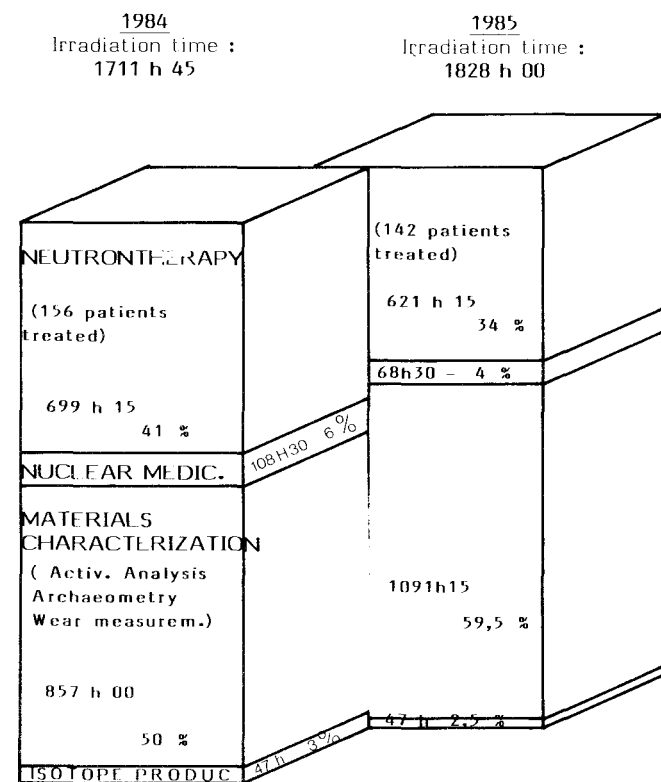 1984
Irradiation time :
1711 h 45
1985
Irradiation time :
1828 h 00
NEUTRONTHERAPY
(156 patients
treated)
699 h 15
41 %
NUCLEAR MEDIC.
108H30 6%
MATERIALS
CHARACTERIZATION
( Activ. Analysis
Archaeometry
Wear measurem.)
857 h 00
50 %
ISOTOPE PRODUC
47h 3%
(142 patients
treated)
621 h 15
34 %
68h30 - 4 %
1091h15
59,5 %
47 h 2,5 %